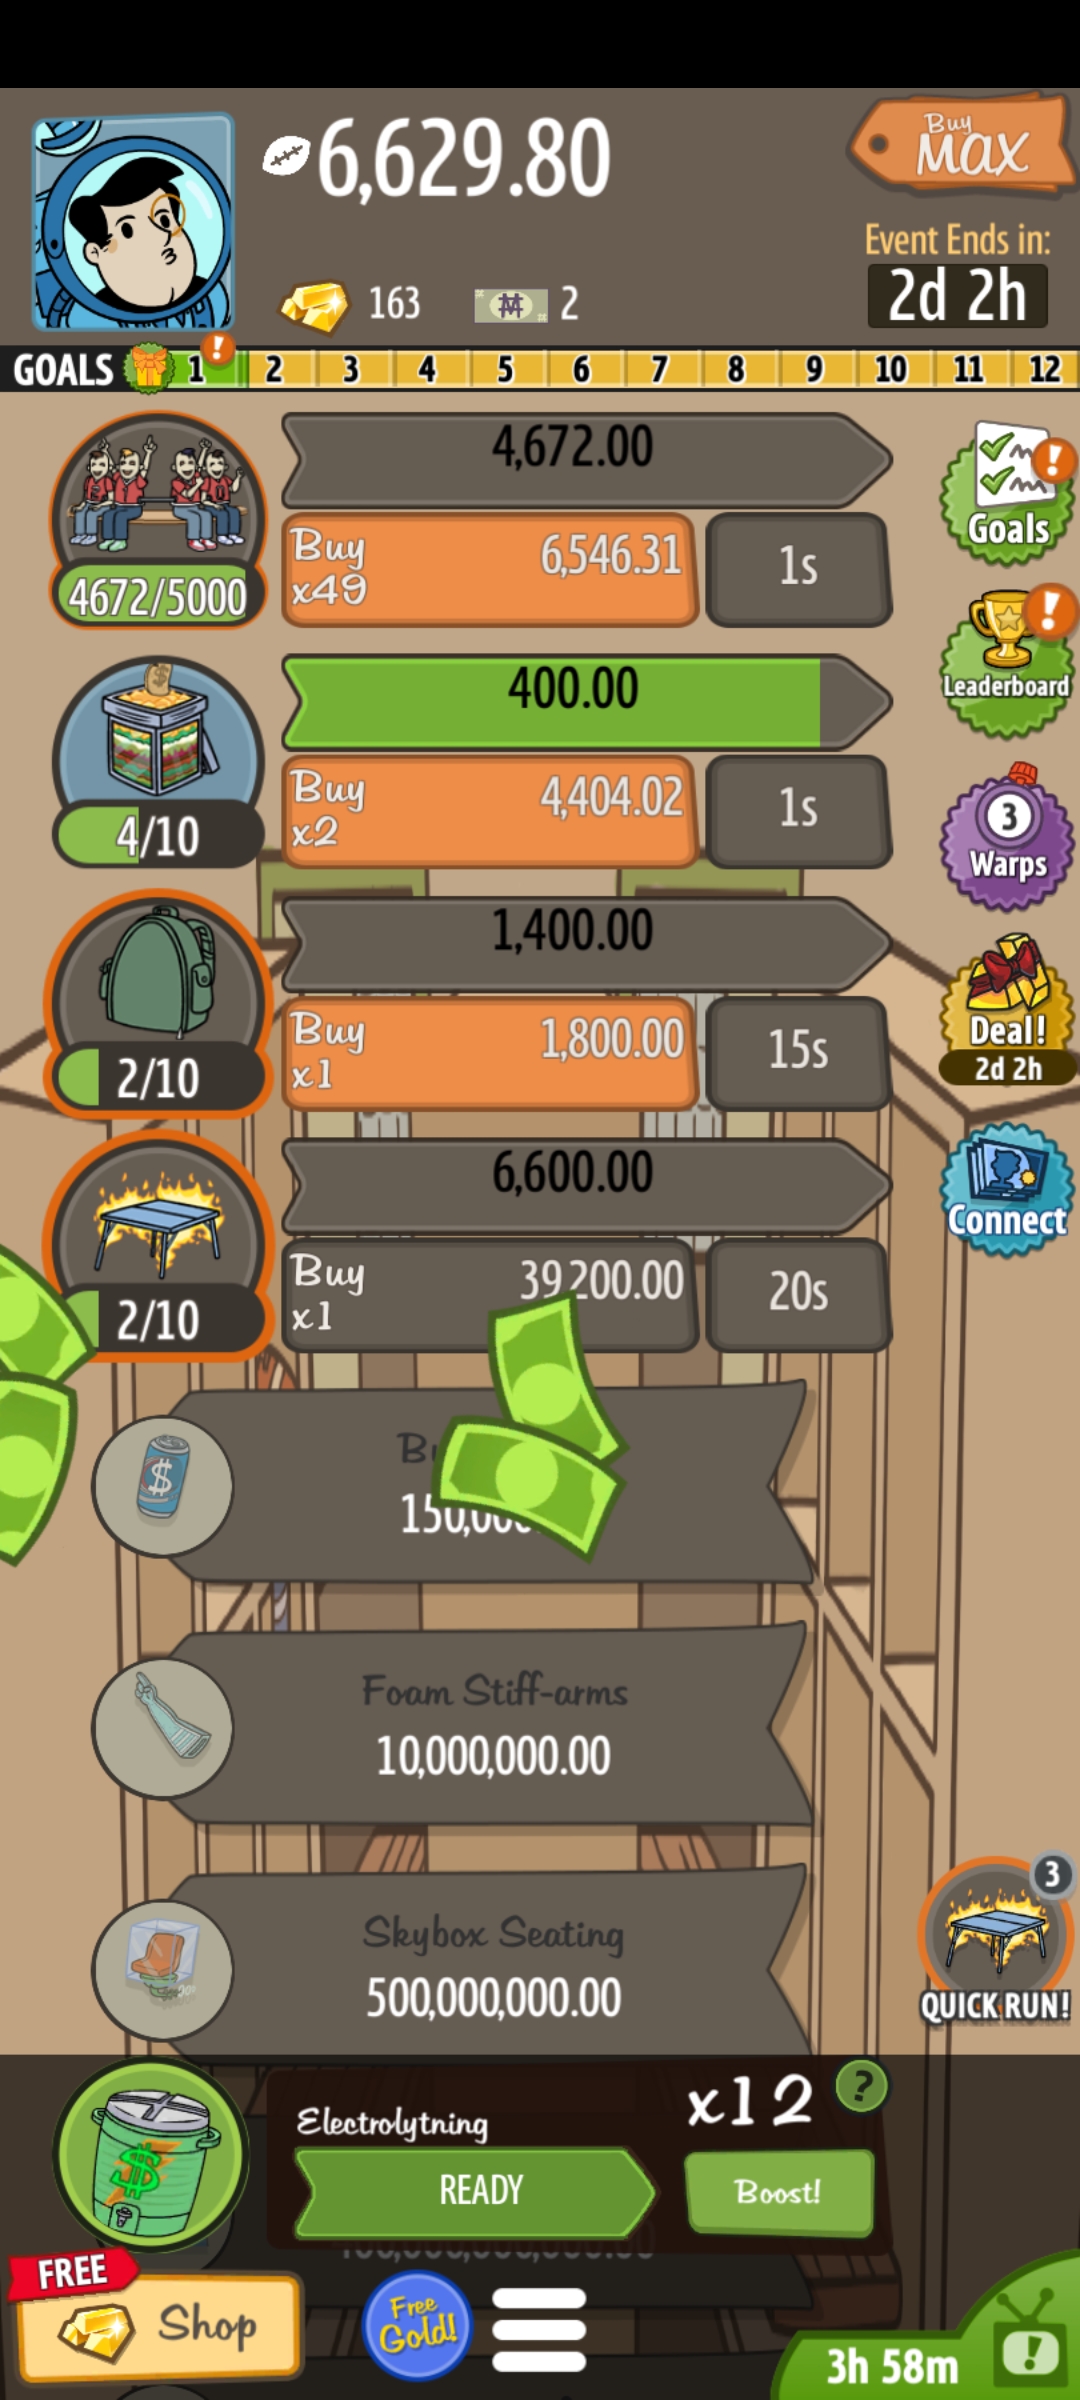 6,629.80
Buy
MAX
Event Ends in:
2d 2h
163
2
GOALS 1 ! 2 3 4 5 6 7 8 9 10 11 12
4,672.00
Buy 6,546.31
x49
1s
4672/5000
!
Goals
400.00
Buy 4,404.02
x2
1s
4/10
!
Leaderboard
3
Warps
1,400.00
Buy 1,800.00
x1
15s
2/10
Deal!
2d 2h
6,600.00
Buy 39,200.00
x1
20s
2/10
Connect
Foam Stiff-arms
10,000,000.00
Skybox Seating
500,000,000.00
3
QUICK RUN!
Electrolytning
x12
?
READY
Boost!
FREE
Shop
Free
Gold!
3h 58m
!